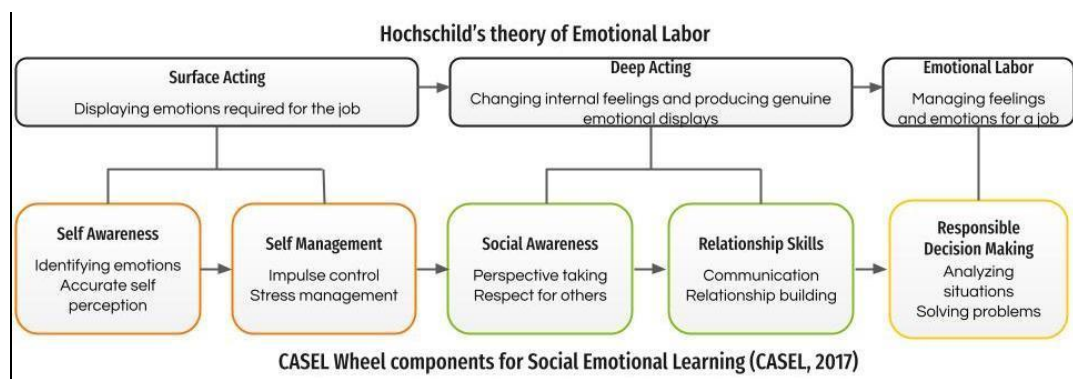 Hochschild's theory of Emotional Labor
Surface Acting
Displaying emotions required for the job
Deep Acting
Changing internal feelings and producing genuine
emotional displays
Emotional Labor
Managing feelings
and emotions for a job
Self Awareness
Identifying emotions
Accurate self
perception
Self Management
Impulse control
Stress management
Social Awareness
Perspective taking
Respect for others
Relationship Skills
Communication
Relationship building
Responsible
Decision Making
Analyzing
situations
Solving problems
CASEL Wheel components for Social Emotional Learning (CASEL, 2017)